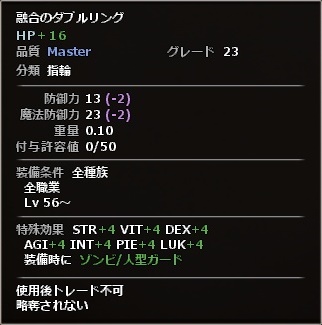 融合のダブルリング
HP+16
品質 Master グレード 23
分類 指輪
防御力 13 (-2)
魔法防御力 23 (-2)
重量 0.10
付与許容値 0/50
装備条件 全種族
全職業
Lv 56～
特殊効果 STR+4 VIT+4 DEX+4
AGI+4 INT+4 PIE+4 LUK+4
装備時に ゾンビ/人型ガード
使用後トレード不可
略奪されない